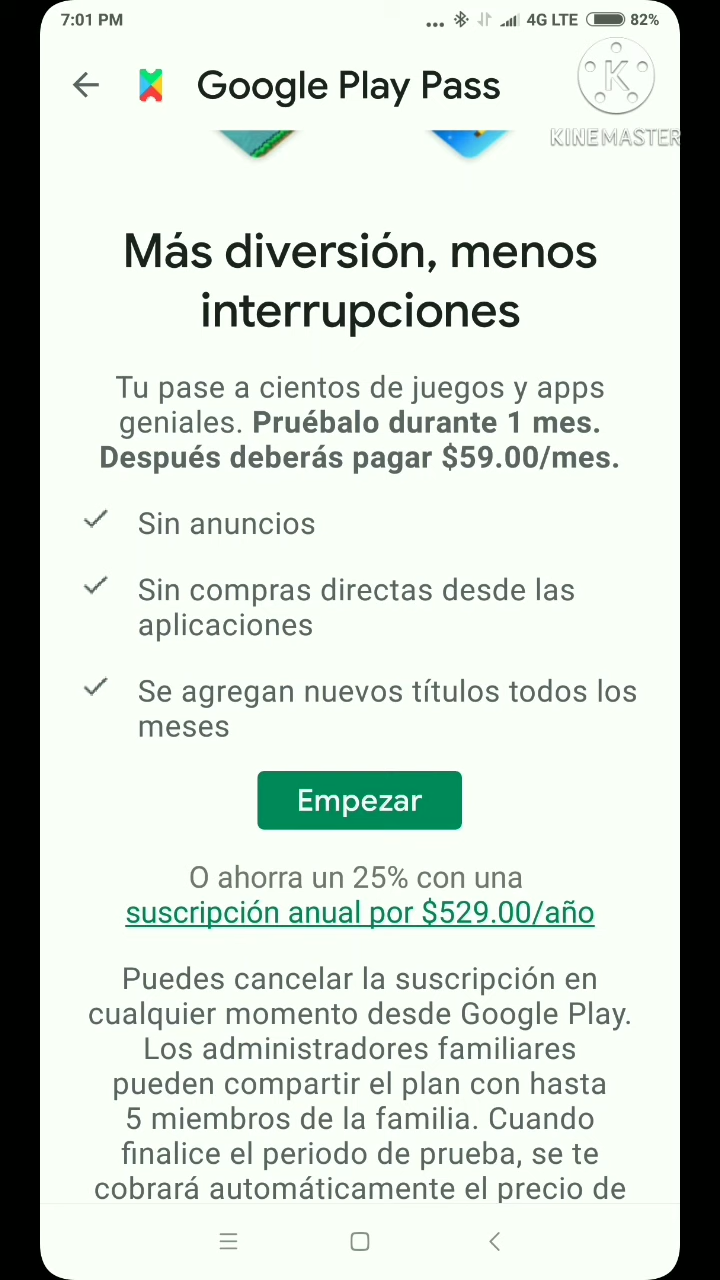 7:01 PM
4G LTE
82%
Google Play Pass
K
KINEMASTER
Más diversión, menos
interrupciones
Tu pase a cientos de juegos y apps
geniales. Pruébalo durante 1 mes.
Después deberás pagar $59.00/mes.
Sin anuncios
Sin compras directas desde las
aplicaciones
Se agregan nuevos títulos todos los
meses
Empezar
O ahorra un 25% con una
suscripción anual por $529.00/año
Puedes cancelar la suscripción en
cualquier momento desde Google Play.
Los administradores familiares
pueden compartir el plan con hasta
5 miembros de la familia. Cuando
finalice el periodo de prueba, se te
cobrará automáticamente el precio de